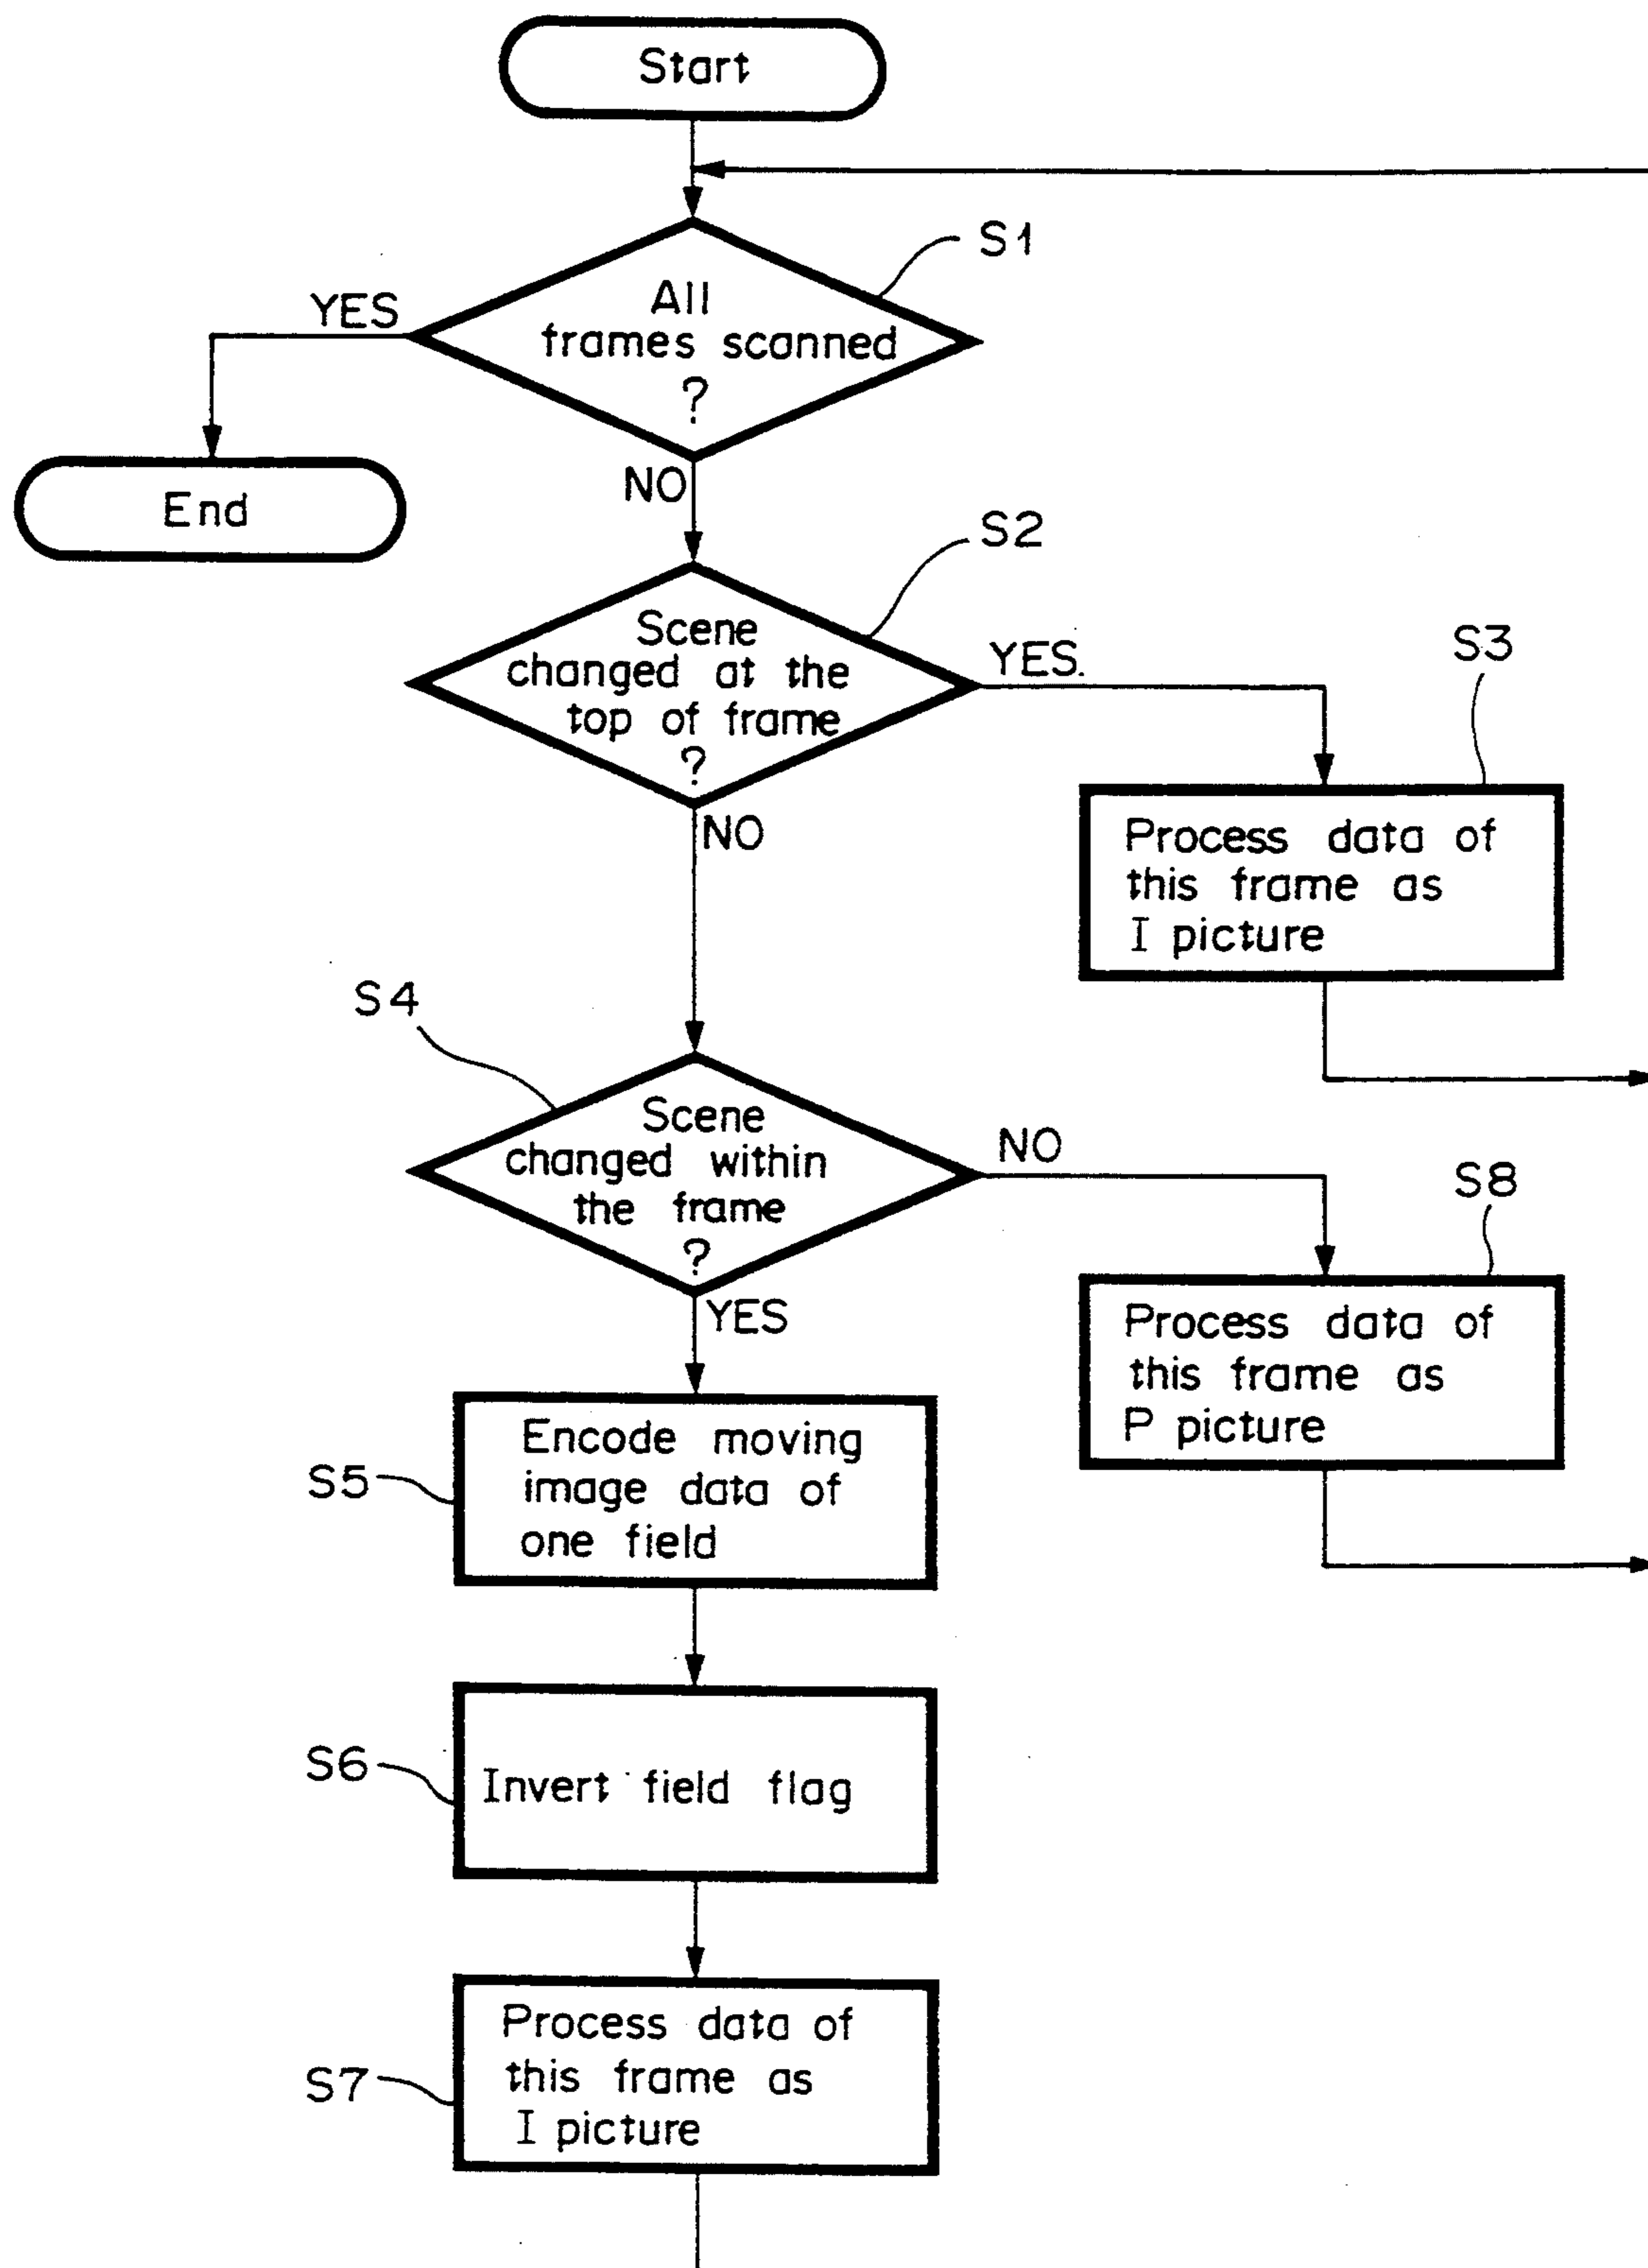 Start
S1
All
frames scanned
?
YES
End
NO
S2
Scene
changed at the
top of frame
?
YES.
NO
S3
Process data of
this frame as
I picture
S4
Scene
changed within
the frame
?
NO
YES
S8
Process data of
this frame as
P picture
S5
Encode moving
image data of
one field
S6
Invert field flag
S7
Process data of
this frame as
I picture